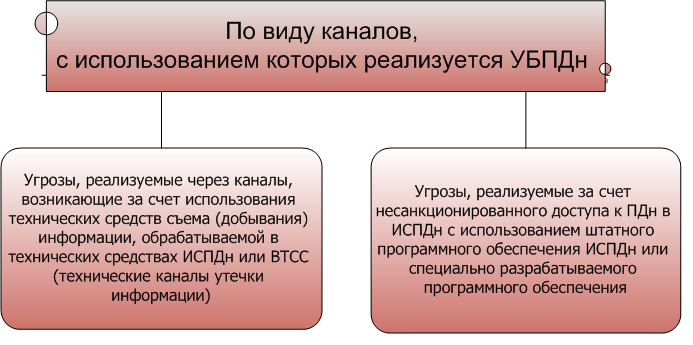 По виду каналов,
с использованием которых реализуется УБПДн
Угрозы, реализуемые через каналы,
возникающие за счет использования
технических средств съема (добывания)
информации, обрабатываемой в
технических средствах ИСПДн или ВТСС
(технические каналы утечки
информации)
Угрозы, реализуемые за счет
несанкционированного доступа к ПДн в
ИСПДн с использованием штатного
программного обеспечения ИСПДн или
специально разрабатываемого
программного обеспечения